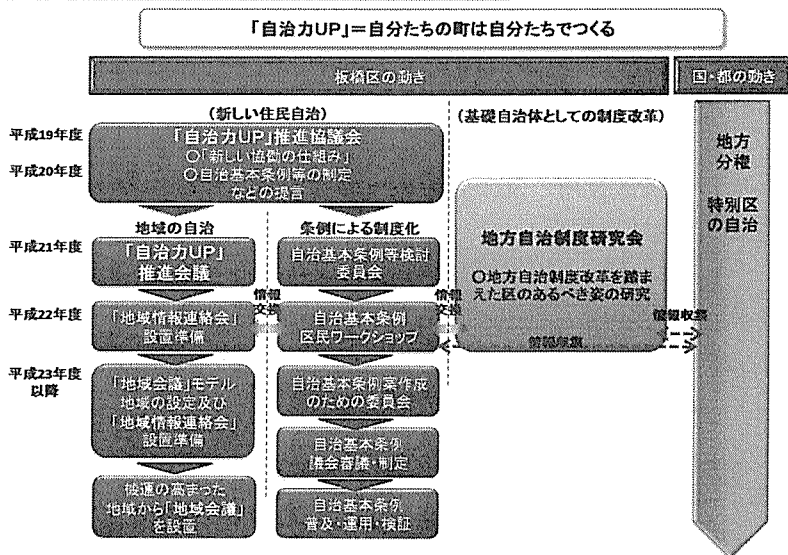 「自治力UP」＝自分たちの町は自分たちでつくる
板橋区の動き
国・都の動き
(新しい住民自治)
(基礎自治体としての制度改革)
平成19年度
平成20年度
「自治力UP」推進協議会
○「新しい協働の仕組み」
○自治基本条例等の制定
などの提言
地方
分権
特別区
の自治
地域の自治
条例による制度化
平成21年度
「自治力UP」
推進会議
自治基本条例等検討
委員会
地方自治制度研究会
○地方自治制度改革を踏ま
えた区のあるべき姿の研究
平成22年度
「地域情報連絡会」
設置準備
情報
交換
自治基本条例
区民ワークショップ
情報
交換
情報収集
情報収集
平成23年度
以降
「地域会議」モデル
地域の設定及び
「地域情報連絡会」
設置準備
自治基本条例案作成
のための委員会
自治基本条例
議会審議・制定
機運の高まった
地域から「地域会議」
を設置
自治基本条例
普及・運用・検証